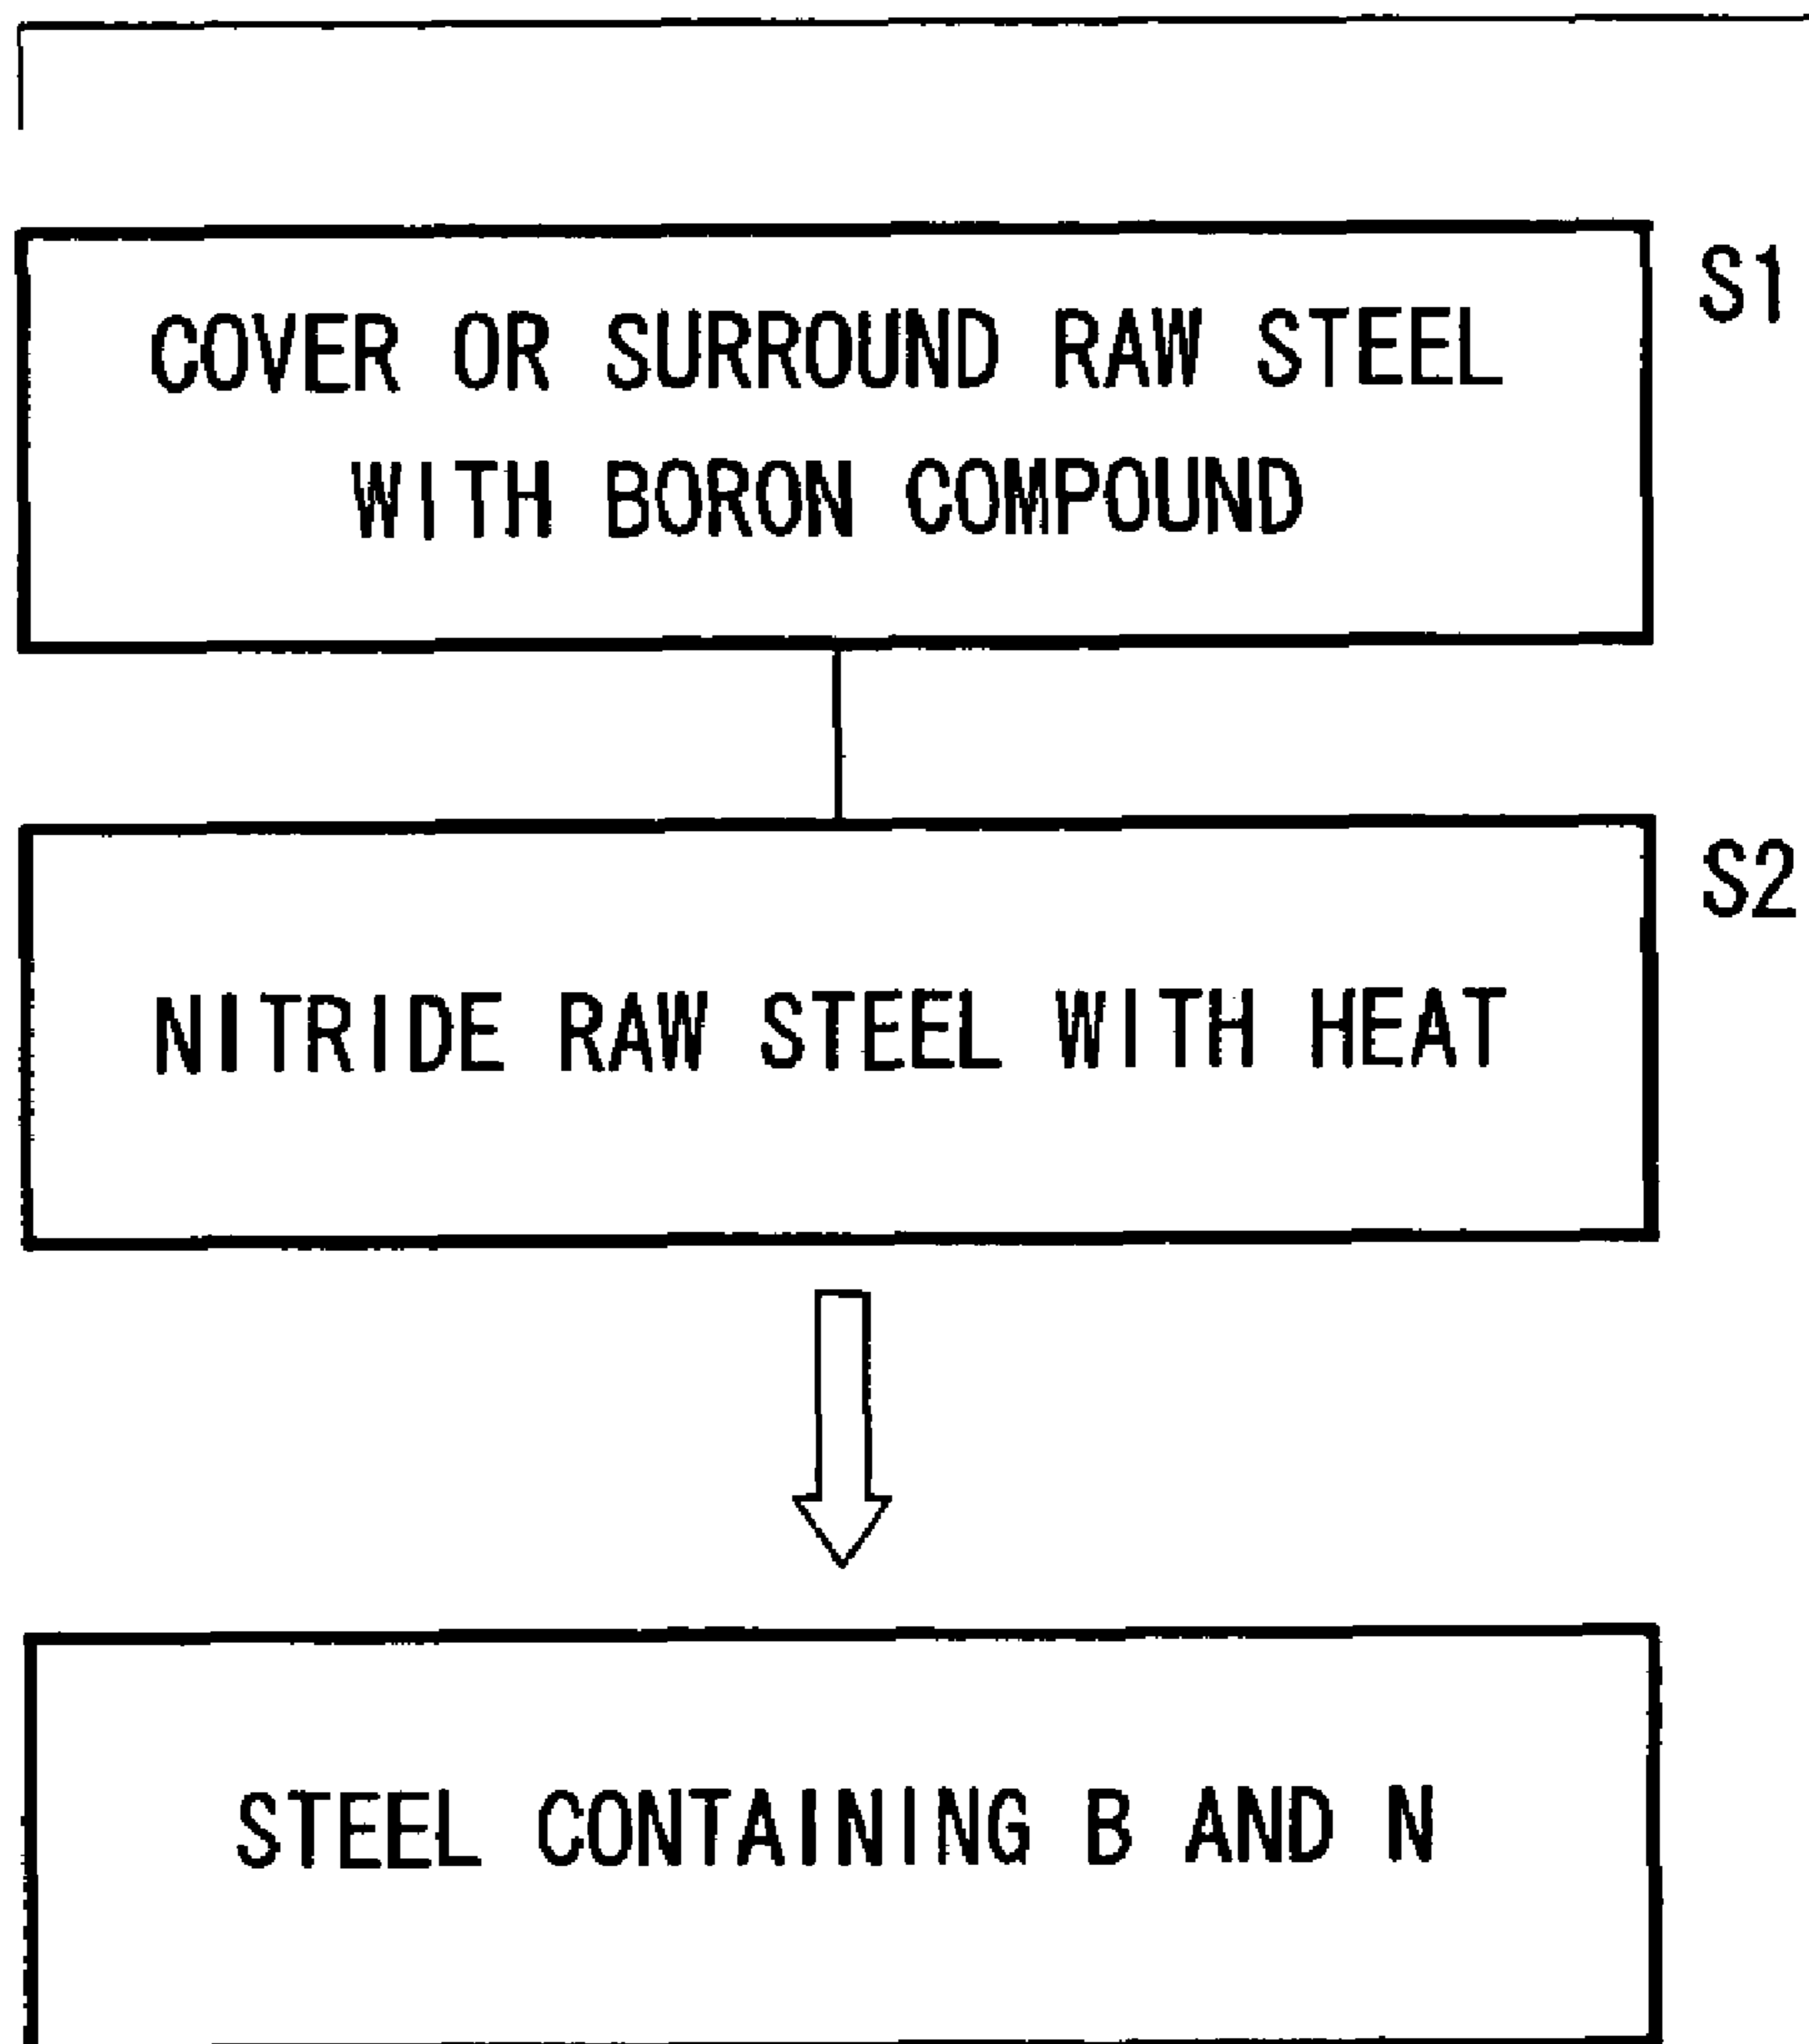 COVER OR SURROUND RAW STEEL
WITH BORON COMPOUND
S1
NITRIDE RAW STEEL WITH HEAT
S2
STEEL CONTAINING B AND N